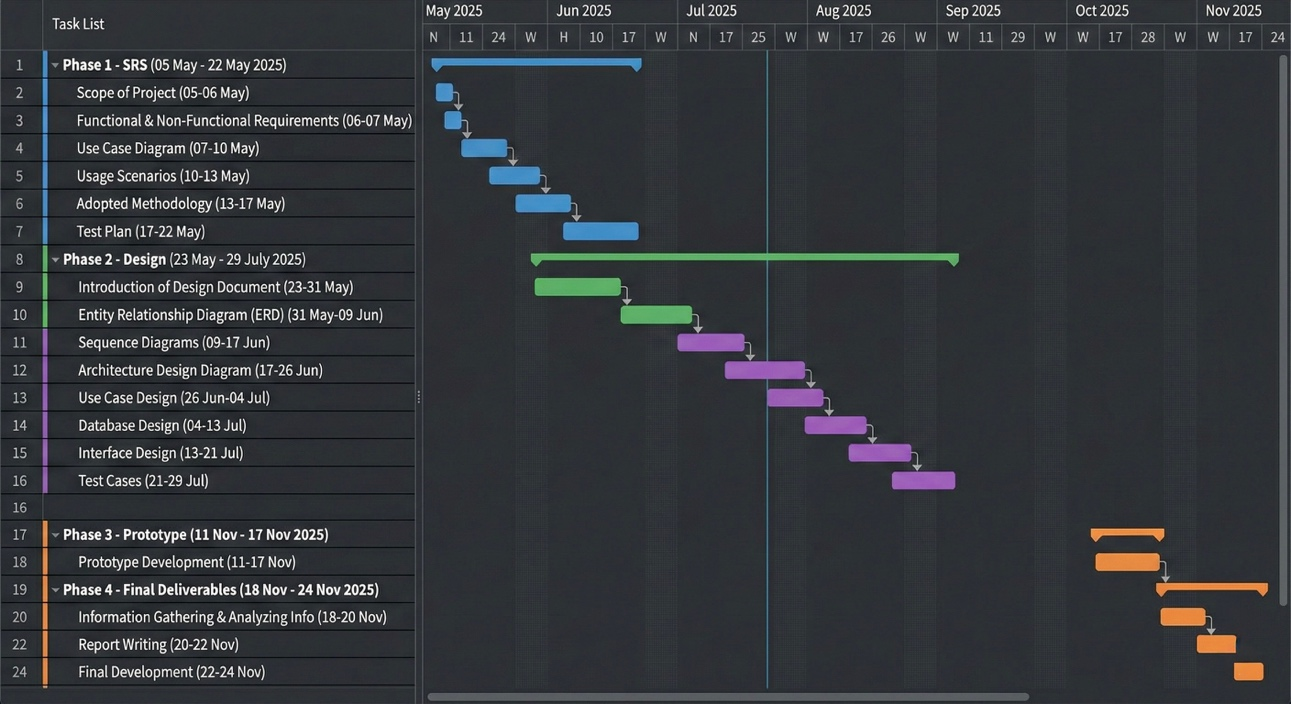 Task List
May 2025 Jun 2025 Jul 2025 Aug 2025 Sep 2025 Oct 2025 Nov 2025
N 11 24 W H 10 17 W N 17 25 W W 17 26 W W 11 29 W W 17 28 W W 17 24
1 Phase 1 - SRS (05 May - 22 May 2025)
2 Scope of Project (05-06 May)
3 Functional & Non-Functional Requirements (06-07 May)
4 Use Case Diagram (07-10 May)
5 Usage Scenarios (10-13 May)
6 Adopted Methodology (13-17 May)
7 Test Plan (17-22 May)
8 Phase 2 - Design (23 May - 29 July 2025)
9 Introduction of Design Document (23-31 May)
10 Entity Relationship Diagram (ERD) (31 May-09 Jun)
11 Sequence Diagrams (09-17 Jun)
12 Architecture Design Diagram (17-26 Jun)
13 Use Case Design (26 Jun-04 Jul)
14 Database Design (04-13 Jul)
15 Interface Design (13-21 Jul)
16 Test Cases (21-29 Jul)
16
17 Phase 3 - Prototype (11 Nov - 17 Nov 2025)
18 Prototype Development (11-17 Nov)
19 Phase 4 - Final Deliverables (18 Nov - 24 Nov 2025)
20 Information Gathering & Analyzing Info (18-20 Nov)
22 Report Writing (20-22 Nov)
24 Final Development (22-24 Nov)